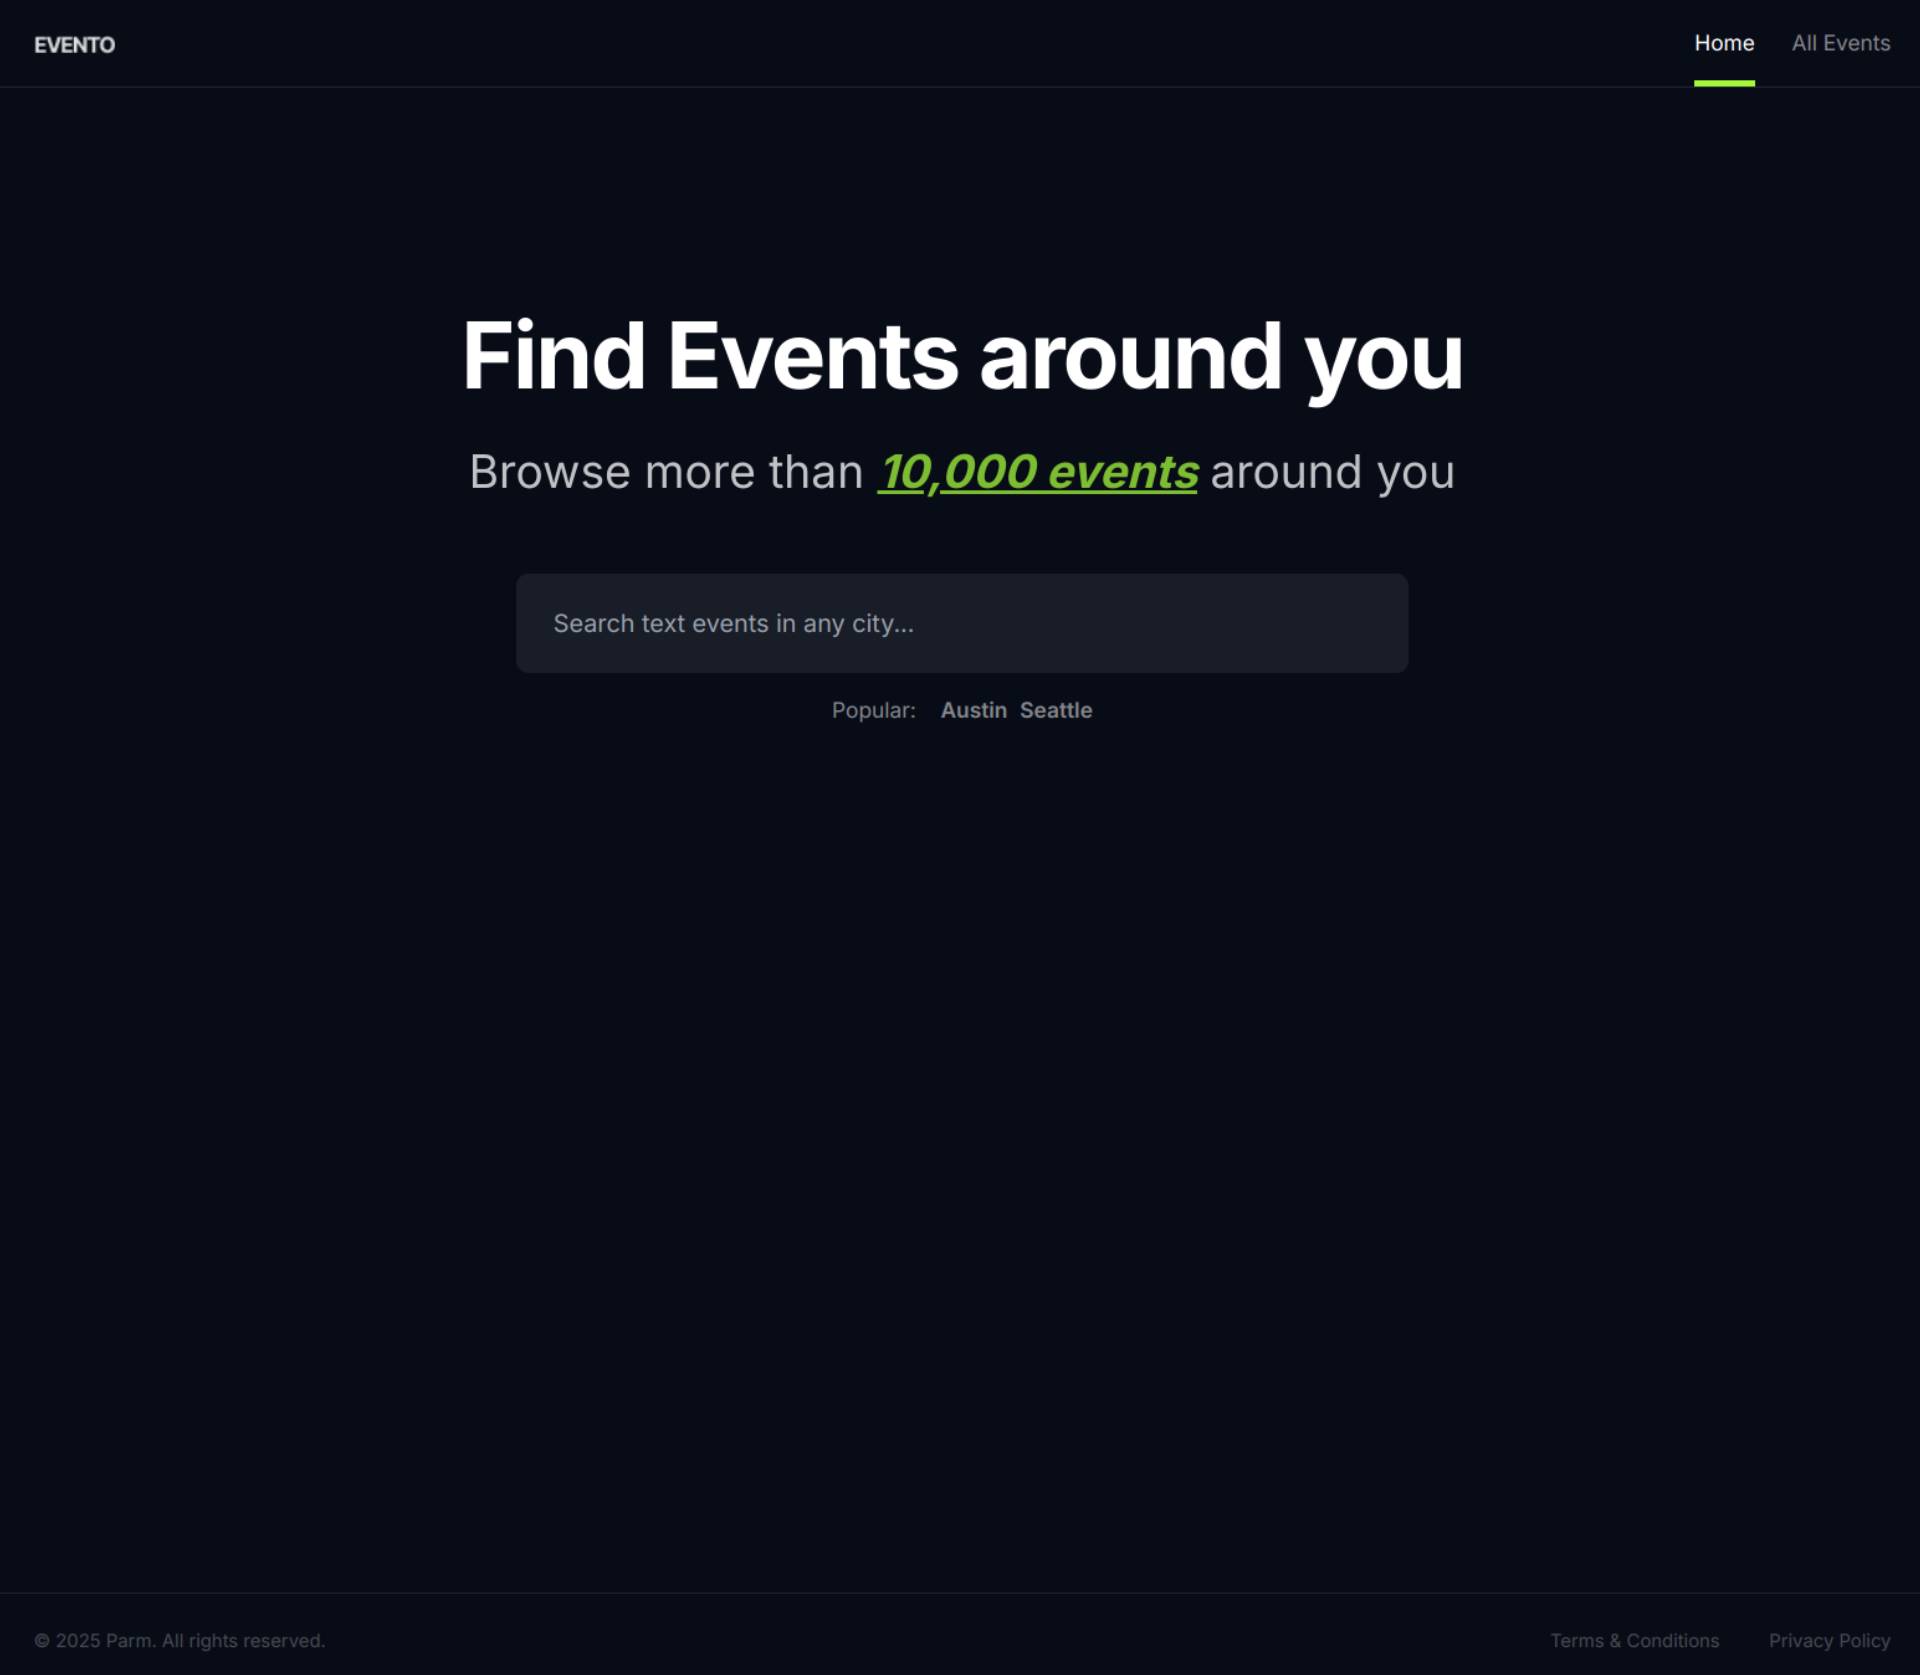 EVENTO
Home All Events
Find Events around you
Browse more than 10,000 events around you
Search text events in any city...
Popular: Austin Seattle
© 2025 Parm. All rights reserved. Terms & Conditions Privacy Policy